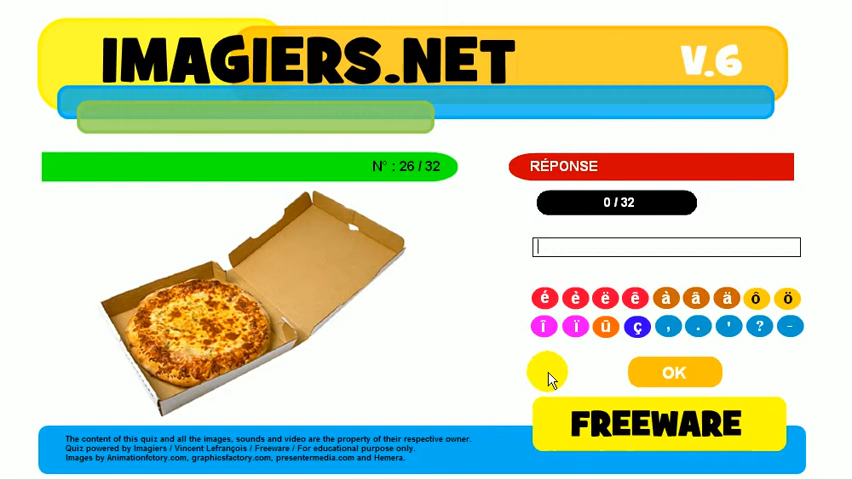 IMAGIERS.NET
V.6
N° : 26 / 32
RÉPONSE
0 / 32
é è ë ê à â ä ô ö
î ï û ç , . ' ? -
OK
FREEWARE
The content of this quiz and all the images, sounds and video are the property of their respective owner.
Quiz powered by Imagiers / Vincent Lefrançois / Freeware / For educational purpose only.
Images by Animationfctory.com, graphicsfactory.com, presentermedia.com and Hemera.